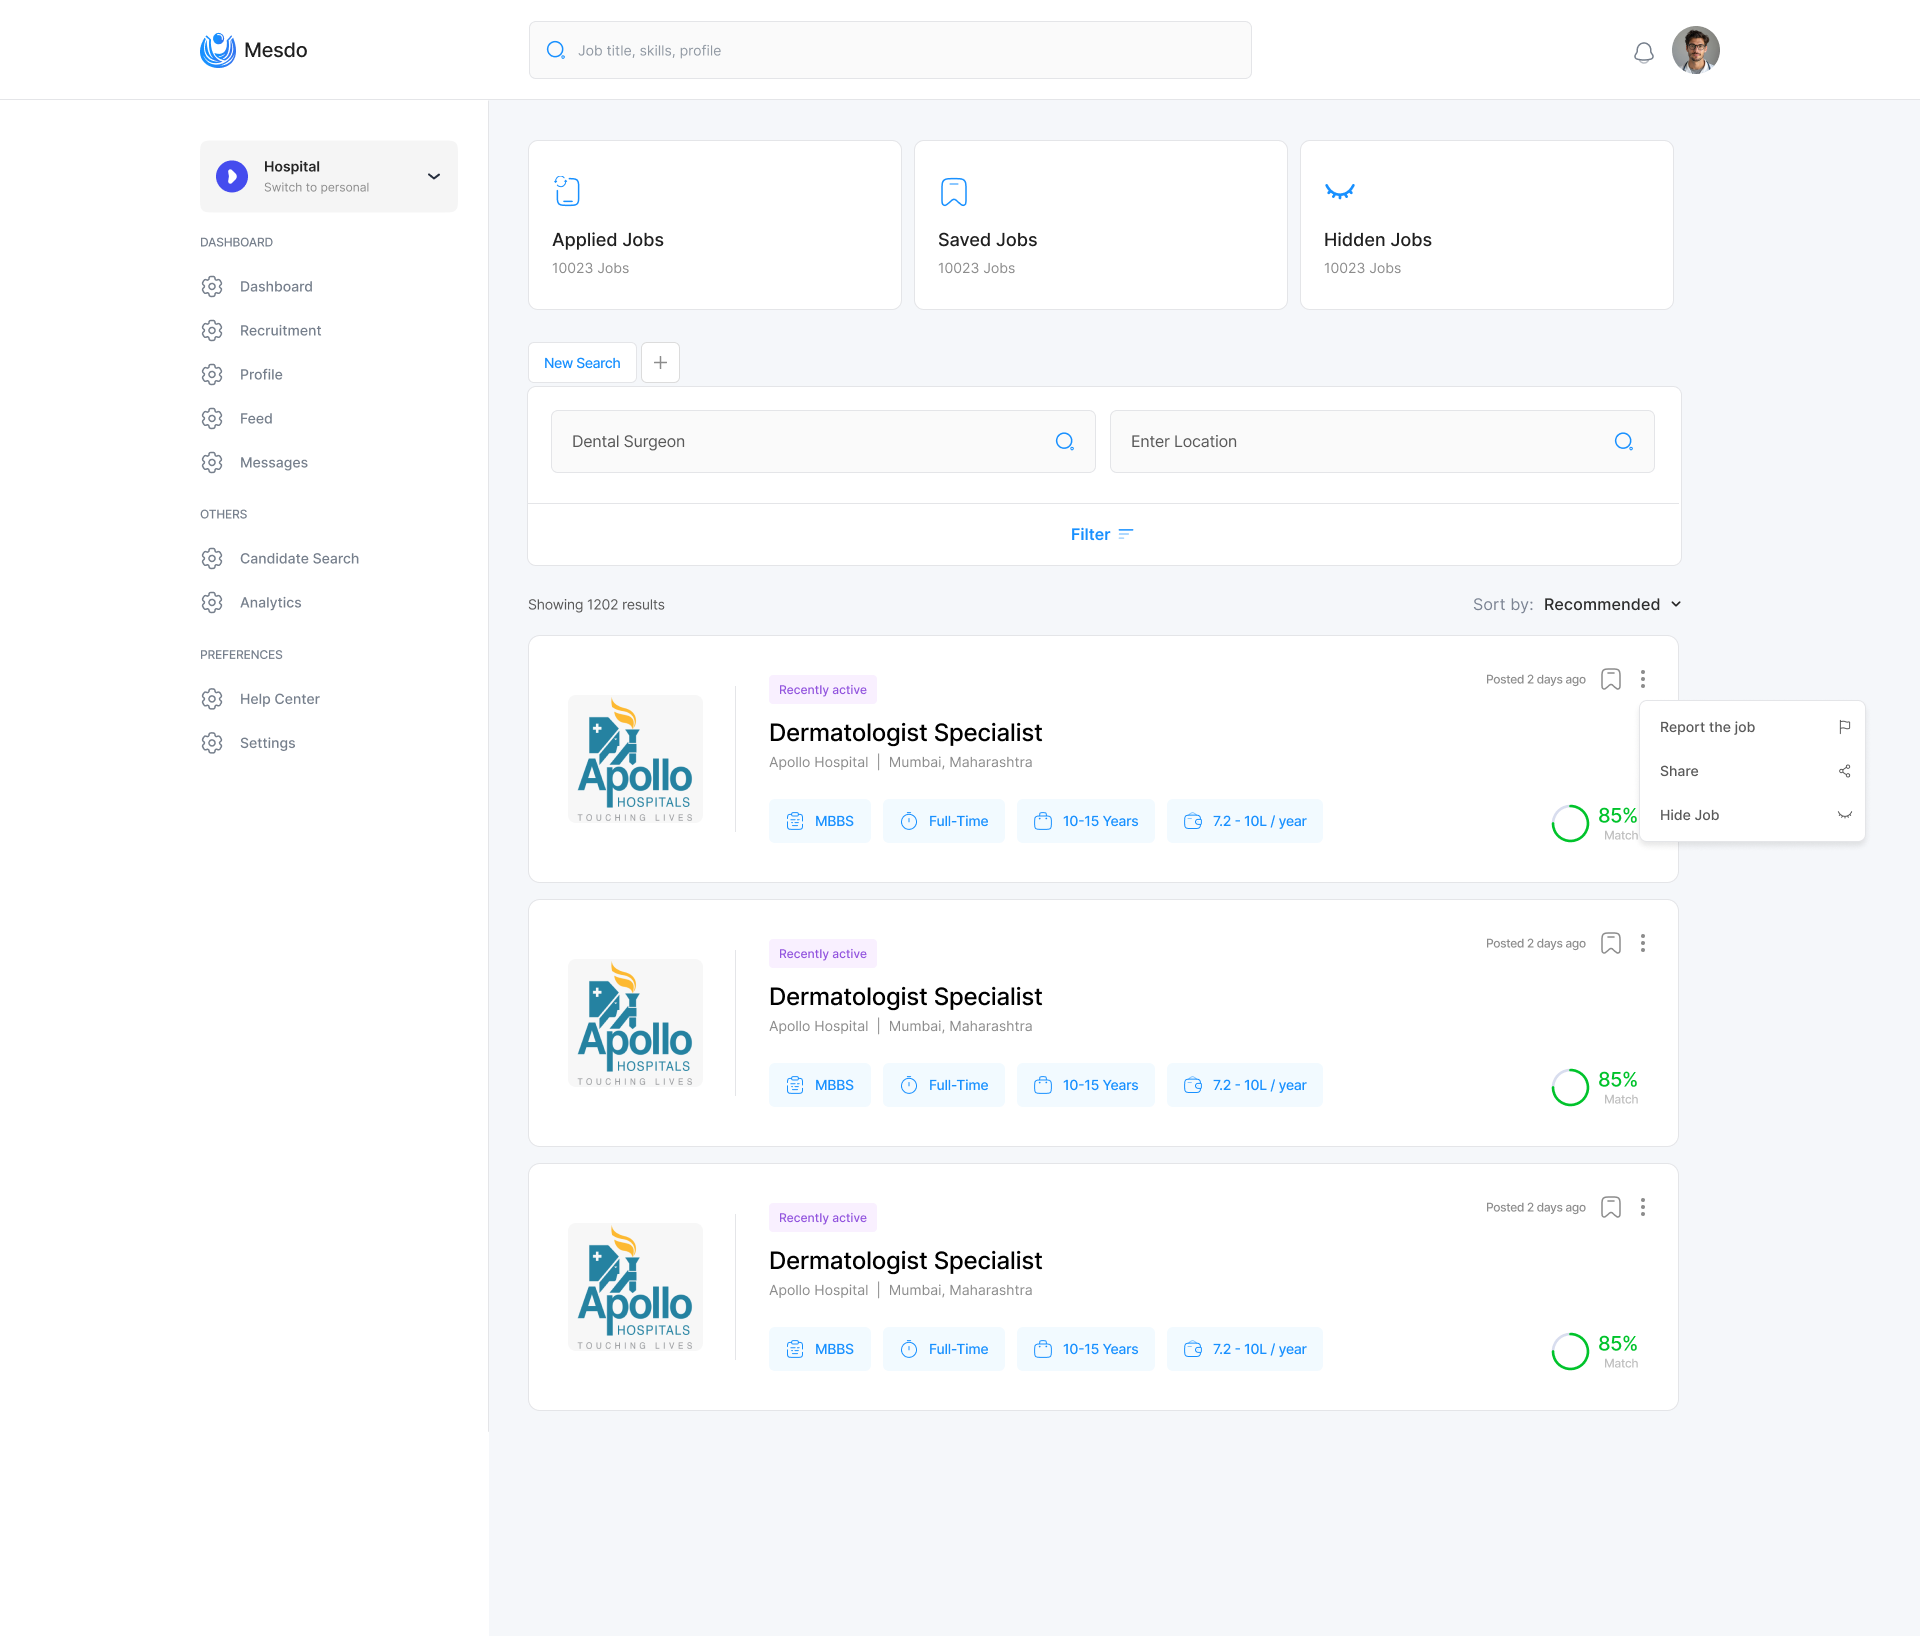 Mesdo
Job title, skills, profile
Hospital
Switch to personal
DASHBOARD
Dashboard
Recruitment
Profile
Feed
Messages
OTHERS
Candidate Search
Analytics
PREFERENCES
Help Center
Settings
Applied Jobs
10023 Jobs
Saved Jobs
10023 Jobs
Hidden Jobs
10023 Jobs
New Search
Dental Surgeon
Enter Location
Filter
Showing 1202 results
Sort by: Recommended
Apollo
HOSPITALS
TOUCHING LIVES
Recently active
Posted 2 days ago
Dermatologist Specialist
Apollo Hospital | Mumbai, Maharashtra
MBBS
Full-Time
10-15 Years
7.2 - 10L / year
85%
Match
Report the job
Share
Hide Job
Apollo
HOSPITALS
TOUCHING LIVES
Recently active
Posted 2 days ago
Dermatologist Specialist
Apollo Hospital | Mumbai, Maharashtra
MBBS
Full-Time
10-15 Years
7.2 - 10L / year
85%
Match
Apollo
HOSPITALS
TOUCHING LIVES
Recently active
Posted 2 days ago
Dermatologist Specialist
Apollo Hospital | Mumbai, Maharashtra
MBBS
Full-Time
10-15 Years
7.2 - 10L / year
85%
Match